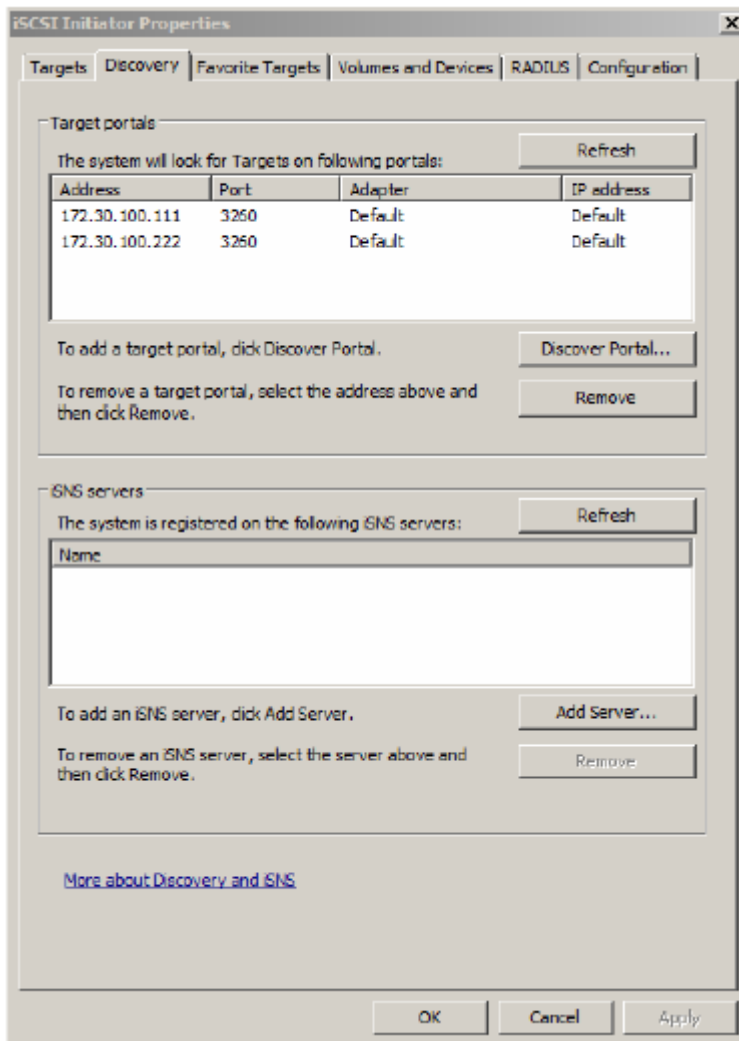 iSCSI Initiator Properties
Targets Discovery Favorite Targets Volumes and Devices RADIUS Configuration
Target portals
Refresh
The system will look for Targets on following portals:
Address Port Adapter IP address
172.30.100.111 3260 Default Default
172.30.100.222 3260 Default Default
To add a target portal, click Discover Portal.
Discover Portal...
To remove a target portal, select the address above and
then click Remove.
Remove
iSNS servers
Refresh
The system is registered on the following iSNS servers:
Name
To add an iSNS server, click Add Server.
Add Server...
To remove an iSNS server, select the server above and
then click Remove.
Remove
More about Discovery and iSNS
OK Cancel Apply